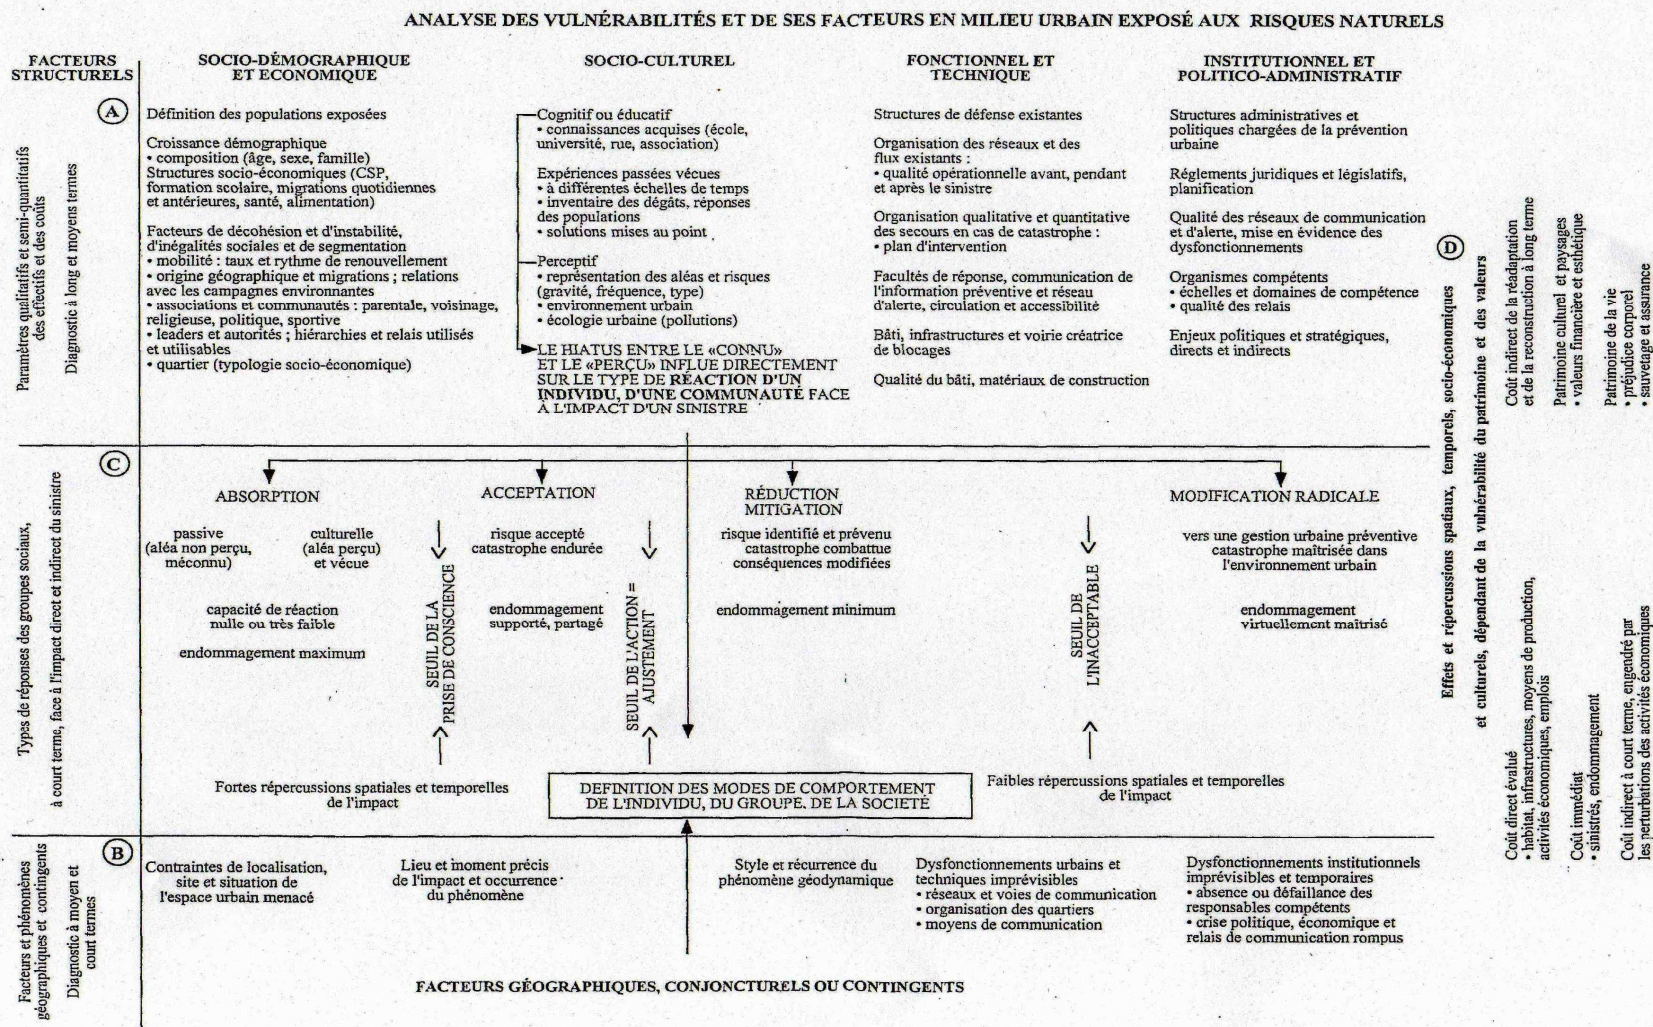 ANALYSE DES VULNÉRABILITÉS ET DE SES FACTEURS EN MILIEU URBAIN EXPOSÉ AUX RISQUES NATURELS
FACTEURS
STRUCTURELS
SOCIO-DÉMOGRAPHIQUE
ET ECONOMIQUE
SOCIO-CULTUREL
FONCTIONNEL ET
TECHNIQUE
INSTITUTIONNEL ET
POLITICO-ADMINISTRATIF
A
Paramètres qualitatifs et semi-quantitatifs
des effectifs et des coûts
Diagnostic à long et moyens termes
Définition des populations exposées
Croissance démographique
• composition (âge, sexe, famille)
Structures socio-économiques (CSP,
formation scolaire, migrations quotidiennes
et antérieures, santé, alimentation)
Facteurs de décohésion et d'instabilité,
d'inégalités sociales et de segmentation
• mobilité : taux et rythme de renouvellement
• origine géographique et migrations ; relations
avec les campagnes environnantes
• associations et communautés : parentale, voisinage,
religieuse, politique, sportive
• leaders et autorités ; hiérarchies et relais utilisés
et utilisables
• quartier (typologie socio-économique)
Cognitif ou éducatif
• connaissances acquises (école,
université, rue, association)
Expériences passées vécues
• à différentes échelles de temps
• inventaire des dégâts, réponses
des populations
• solutions mises au point
Perceptif
• représentation des aléas et risques
(gravité, fréquence, type)
• environnement urbain
• écologie urbaine (pollutions)
LE HIATUS ENTRE LE «CONNU»
ET LE «PERÇU» INFLUE DIRECTEMENT
SUR LE TYPE DE RÉACTION D'UN
INDIVIDU, D'UNE COMMUNAUTÉ FACE
À L'IMPACT D'UN SINISTRE
Structures de défense existantes
Organisation des réseaux et des
flux existants :
• qualité opérationnelle avant, pendant
et après le sinistre
Organisation qualitative et quantitative
des secours en cas de catastrophe :
• plan d'intervention
Facultés de réponse, communication de
l'information préventive et réseau
d'alerte, circulation et accessibilité
Bâti, infrastructures et voirie créatrice
de blocages
Qualité du bâti, matériaux de construction
Structures administratives et
politiques chargées de la prévention
urbaine
Réglements juridiques et législatifs,
planification
Qualité des réseaux de communication
et d'alerte, mise en évidence des
dysfonctionnements
Organismes compétents
• échelles et domaines de compétence
• qualité des relais
Enjeux politiques et stratégiques,
directs et indirects
C
Types de réponses des groupes sociaux,
à court terme, face à l'impact direct et indirect du sinistre
ABSORPTION
passive
(aléa non perçu,
méconnu)
culturelle
(aléa perçu)
et vécue
capacité de réaction
nulle ou très faible
endommagement maximum
SEUIL DE LA
PRISE DE CONSCIENCE
ACCEPTATION
risque accepté
catastrophe endurée
endommagement
supporté, partagé
SEUIL DE L'ACTION =
AJUSTEMENT
RÉDUCTION
MITIGATION
risque identifié et prévenu
catastrophe combattue
conséquences modifiées
endommagement minimum
SEUIL DE
L'INACCEPTABLE
MODIFICATION RADICALE
vers une gestion urbaine préventive
catastrophe maîtrisée dans
l'environnement urbain
endommagement
virtuellement maîtrisé
Fortes répercussions spatiales et temporelles
de l'impact
DEFINITION DES MODES DE COMPORTEMENT
DE L'INDIVIDU, DU GROUPE, DE LA SOCIETÉ
Faibles répercussions spatiales et temporelles
de l'impact
B
Facteurs et phénomènes
géographiques et contingents
Diagnostic à moyen et
court termes
Contraintes de localisation,
site et situation de
l'espace urbain menacé
Lieu et moment précis
de l'impact et occurrence
du phénomène
Style et récurrence du
phénomène géodynamique
Dysfonctionnements urbains et
techniques imprévisibles
• réseaux et voies de communication
• organisation des quartiers
• moyens de communication
Dysfonctionnements institutionnels
imprévisibles et temporaires
• absence ou défaillance des
responsables compétents
• crise politique, économique et
relais de communication rompus
FACTEURS GÉOGRAPHIQUES, CONJONCTURELS OU CONTINGENTS
D
Effets et répercussions spatiaux, temporels, socio-économiques
et culturels, dépendant de la vulnérabilité du patrimoine et des valeurs
Coût direct évalué
• habitat, infrastructures, moyens de production,
activités économiques, emplois
Coût immédiat
• sinistrés, endommagement
Coût indirect à court terme, engendré par
les perturbations des activités économiques
Coût indirect de la réadaptation
et de la reconstruction à long terme
Patrimoine culturel et paysages
• valeurs financière et esthétique
Patrimoine de la vie
• préjudice corporel
• sauvetage et assurance